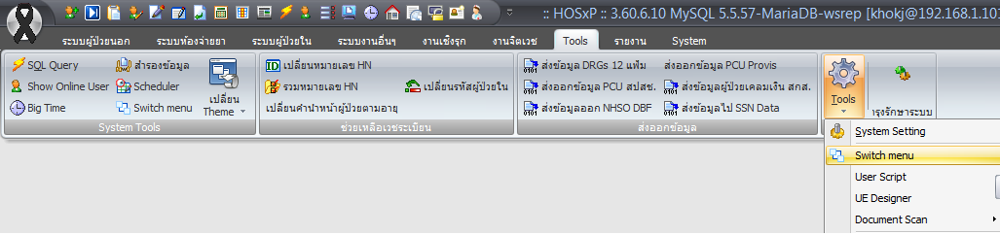 :: HOSxP :: 3.60.6.10 MySQL 5.5.57-MariaDB-wsrep [khokj@192.168.1.101
ระบบผู้ป่วยนอก ระบบห้องจ่ายยา ระบบผู้ป่วยใน ระบบงานอื่นๆ งานเชิงรุก งานจิตเวช Tools รายงาน System
SQL Query สำรองข้อมูล เปลี่ยนหมายเลข HN ส่งข้อมูล DRGs 12 แฟ้ม ส่งออกข้อมูล PCU Provis
Show Online User Scheduler รวมหมายเลข HN เปลี่ยนรหัสผู้ป่วยใน ส่งออกข้อมูล PCU สปสช. ส่งข้อมูลผู้ป่วยเคลมเงิน สกส.
Big Time Switch menu เปลี่ยน Theme เปลี่ยนคำนำหน้าผู้ป่วยตามอายุ ส่งข้อมูลออก NHSO DBF ส่งข้อมูลไป SSN Data Tools ารุงรักษาระบบ
System Tools ช่วยเหลือเวชระเบียน ส่งออกข้อมูล
System Setting
Switch menu
User Script
UE Designer
Document Scan